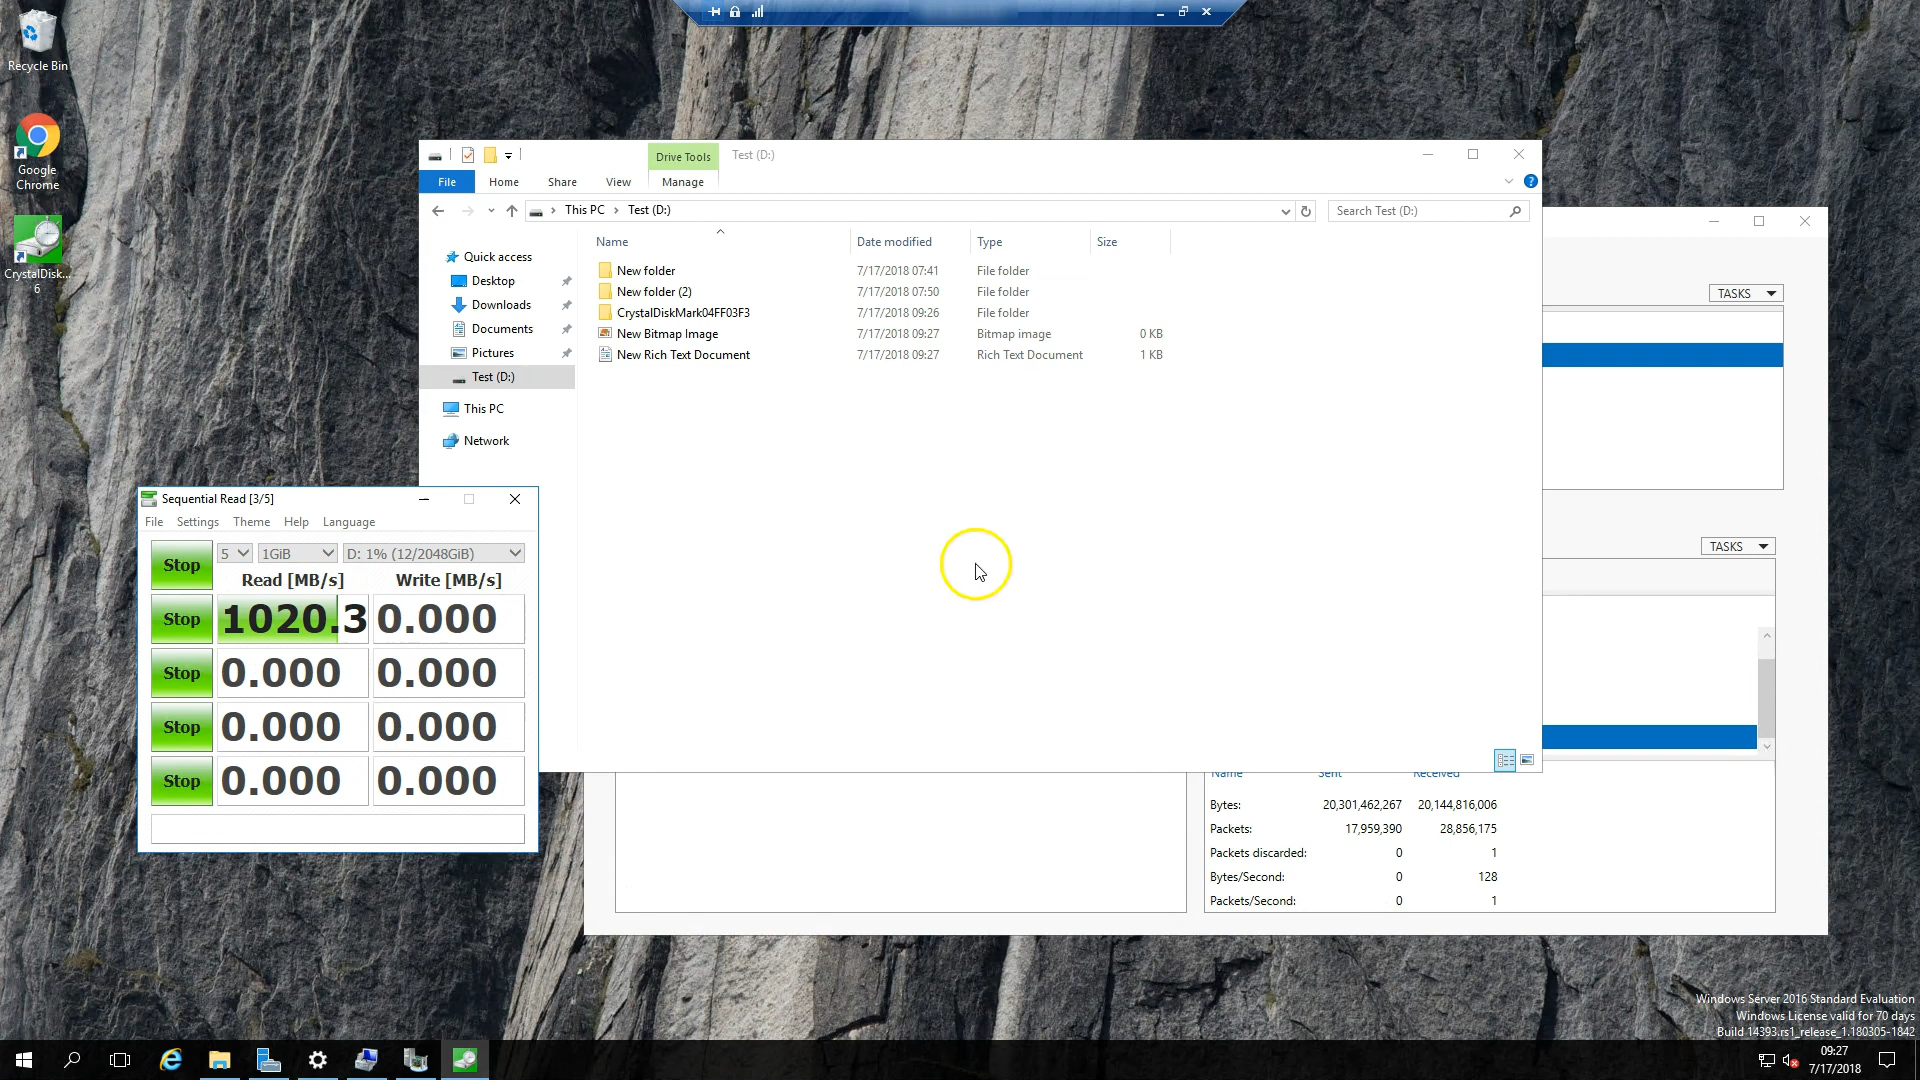 Recycle Bin
Google
Chrome
CrystalDisk...
6
Drive Tools
Test (D:)
File
Home
Share
View
Manage
This PC
Test (D:)
Search Test (D:)
Name
Date modified
Type
Size
Quick access
Desktop
Downloads
Documents
Pictures
Test (D:)
This PC
Network
New folder 7/17/2018 07:41 File folder
New folder (2) 7/17/2018 07:50 File folder
CrystalDiskMark04FF03F3 7/17/2018 09:26 File folder
New Bitmap Image 7/17/2018 09:27 Bitmap image 0 KB
New Rich Text Document 7/17/2018 09:27 Rich Text Document 1 KB
TASKS
TASKS
Sequential Read [3/5]
File Settings Theme Help Language
Stop 5 1GiB D: 1% (12/2048GiB)
Read [MB/s] Write [MB/s]
Stop 1020.3 0.000
Stop 0.000 0.000
Stop 0.000 0.000
Stop 0.000 0.000
Name Sent Received
Bytes: 20,301,462,267 20,144,816,006
Packets: 17,959,390 28,856,175
Packets discarded: 0 1
Bytes/Second: 0 128
Packets/Second: 0 1
Windows Server 2016 Standard Evaluation
Windows License valid for 70 days
Build 14393.rs1_release_1.180305-1842
09:27
7/17/2018